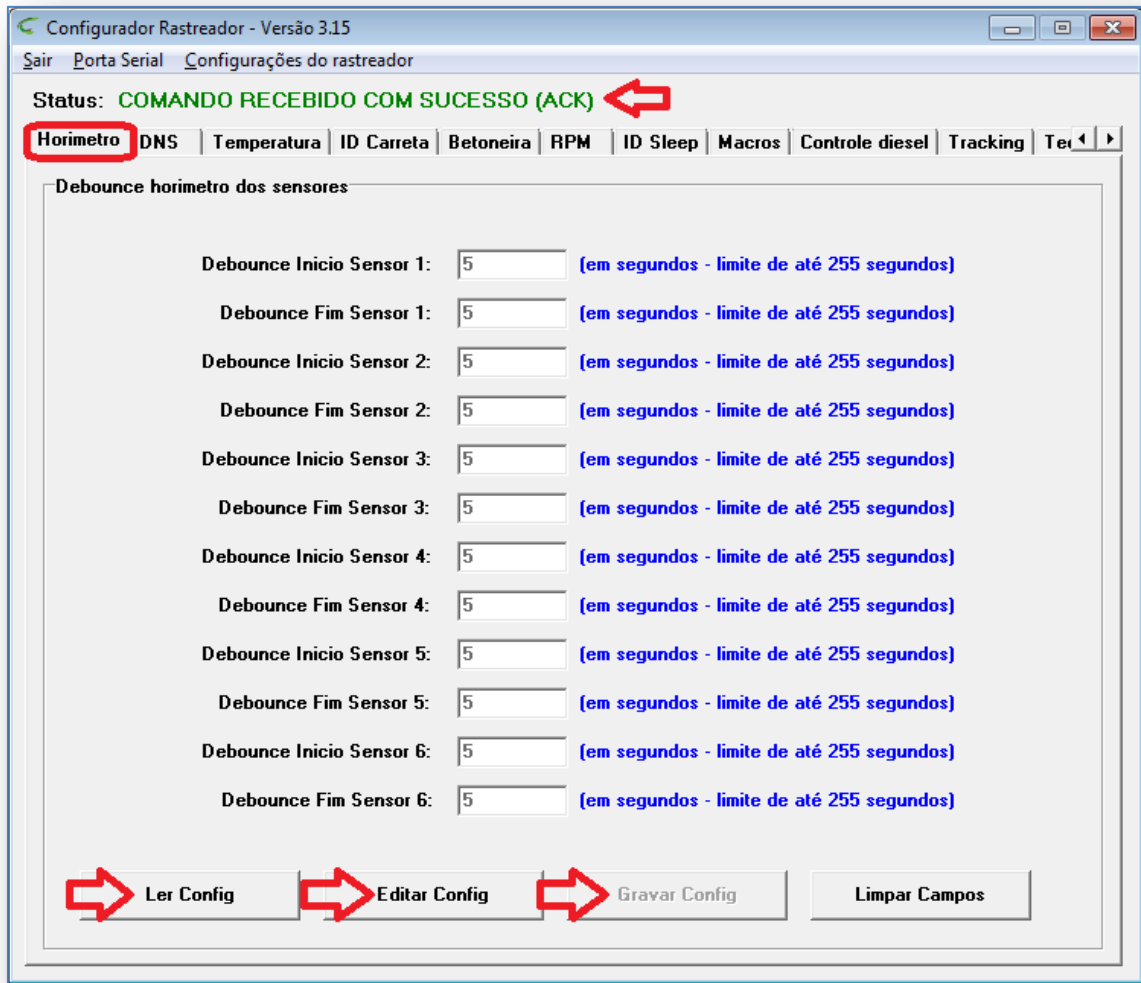 Configurador Rastreador - Versão 3.15
Sair Porta Serial Configurações do rastreador
Status: COMANDO RECEBIDO COM SUCESSO (ACK)
Horimetro DNS Temperatura ID Carreta Betoneira RPM ID Sleep Macros Controle diesel Tracking
Debounce horimetro dos sensores
Debounce Inicio Sensor 1: 5 (em segundos - limite de até 255 segundos)
Debounce Fim Sensor 1: 5 (em segundos - limite de até 255 segundos)
Debounce Inicio Sensor 2: 5 (em segundos - limite de até 255 segundos)
Debounce Fim Sensor 2: 5 (em segundos - limite de até 255 segundos)
Debounce Inicio Sensor 3: 5 (em segundos - limite de até 255 segundos)
Debounce Fim Sensor 3: 5 (em segundos - limite de até 255 segundos)
Debounce Inicio Sensor 4: 5 (em segundos - limite de até 255 segundos)
Debounce Fim Sensor 4: 5 (em segundos - limite de até 255 segundos)
Debounce Inicio Sensor 5: 5 (em segundos - limite de até 255 segundos)
Debounce Fim Sensor 5: 5 (em segundos - limite de até 255 segundos)
Debounce Inicio Sensor 6: 5 (em segundos - limite de até 255 segundos)
Debounce Fim Sensor 6: 5 (em segundos - limite de até 255 segundos)
Ler Config Editar Config Gravar Config Limpar Campos